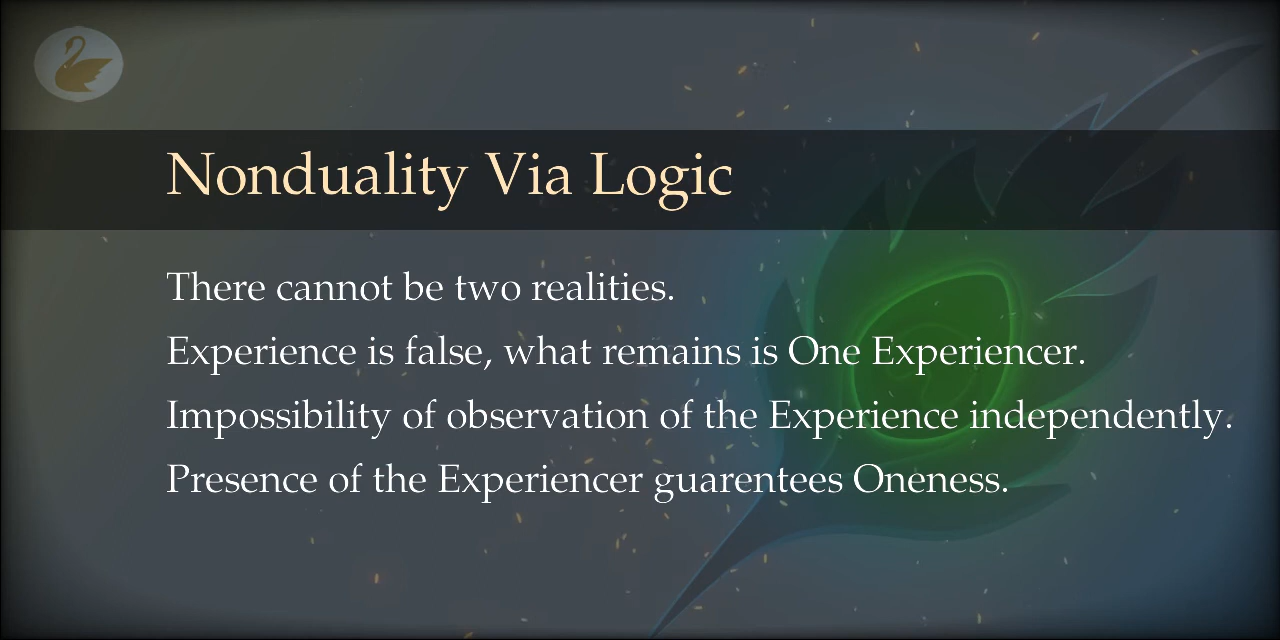 Nonduality Via Logic
There cannot be two realities.
Experience is false, what remains is One Experiencer.
Impossibility of observation of the Experience independently.
Presence of the Experiencer guarentees Oneness.